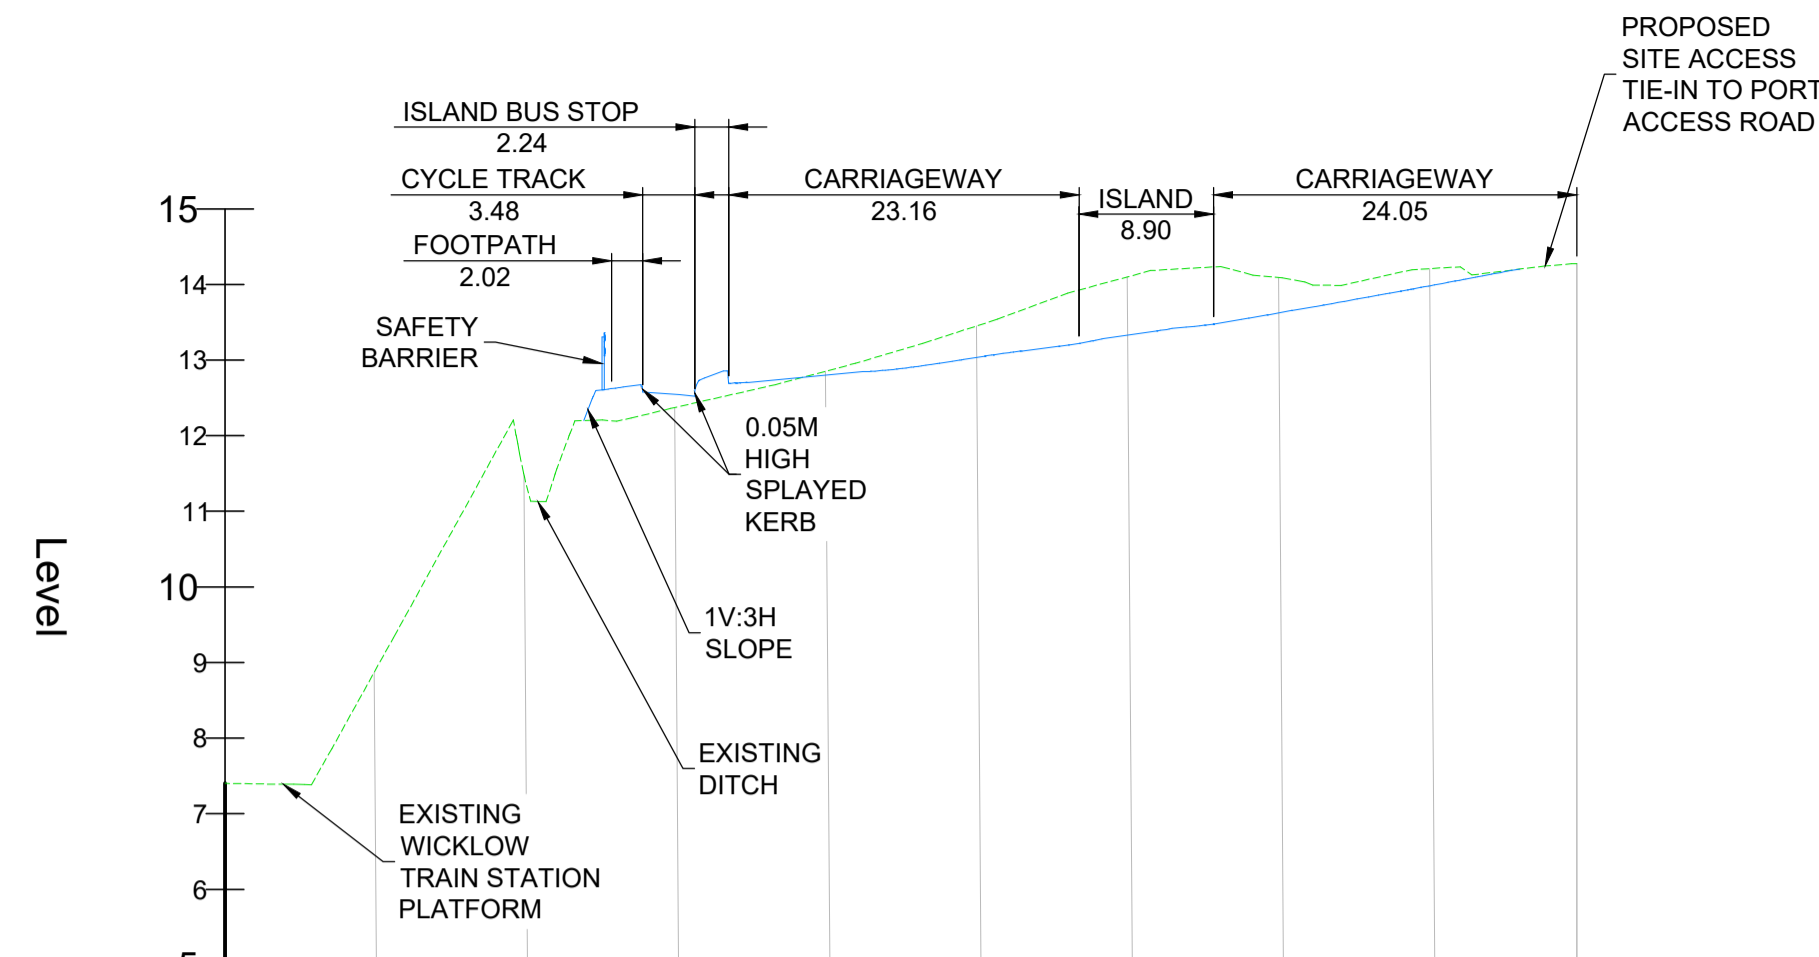 PROPOSED
SITE ACCESS
TIE-IN TO PORT
ACCESS ROAD
ISLAND BUS STOP
2.24
CYCLE TRACK
3.48
FOOTPATH
2.02
CARRIAGEWAY
23.16
ISLAND
8.90
CARRIAGEWAY
24.05
SAFETY
BARRIER
0.05M
HIGH
SPLAYED
KERB
1V:3H
SLOPE
EXISTING
DITCH
EXISTING
WICKLOW
TRAIN STATION
PLATFORM
Level
15
14
13
12
11
10
9
8
7
6